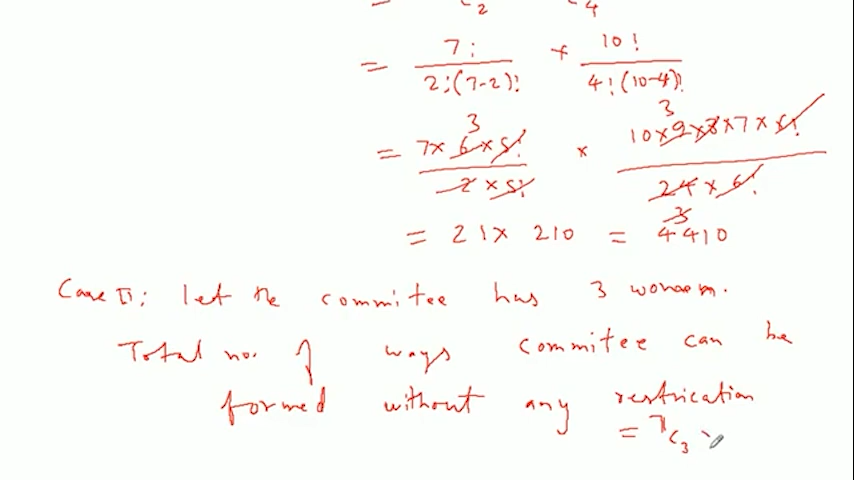 = C₂ C₄
= 7! / 2!(7-2)! × 10! / 4!(10-4)!
= 7 × 6 × 5! / 2 × 5! × 10 × 9 × 8 × 7 × 6! / 24 × 6!
= 21 × 210 = 4410
Case II: let the commitee has 3 women.
Total no. of ways commitee can be
formed without any restrication
= ⁷C₃ ×